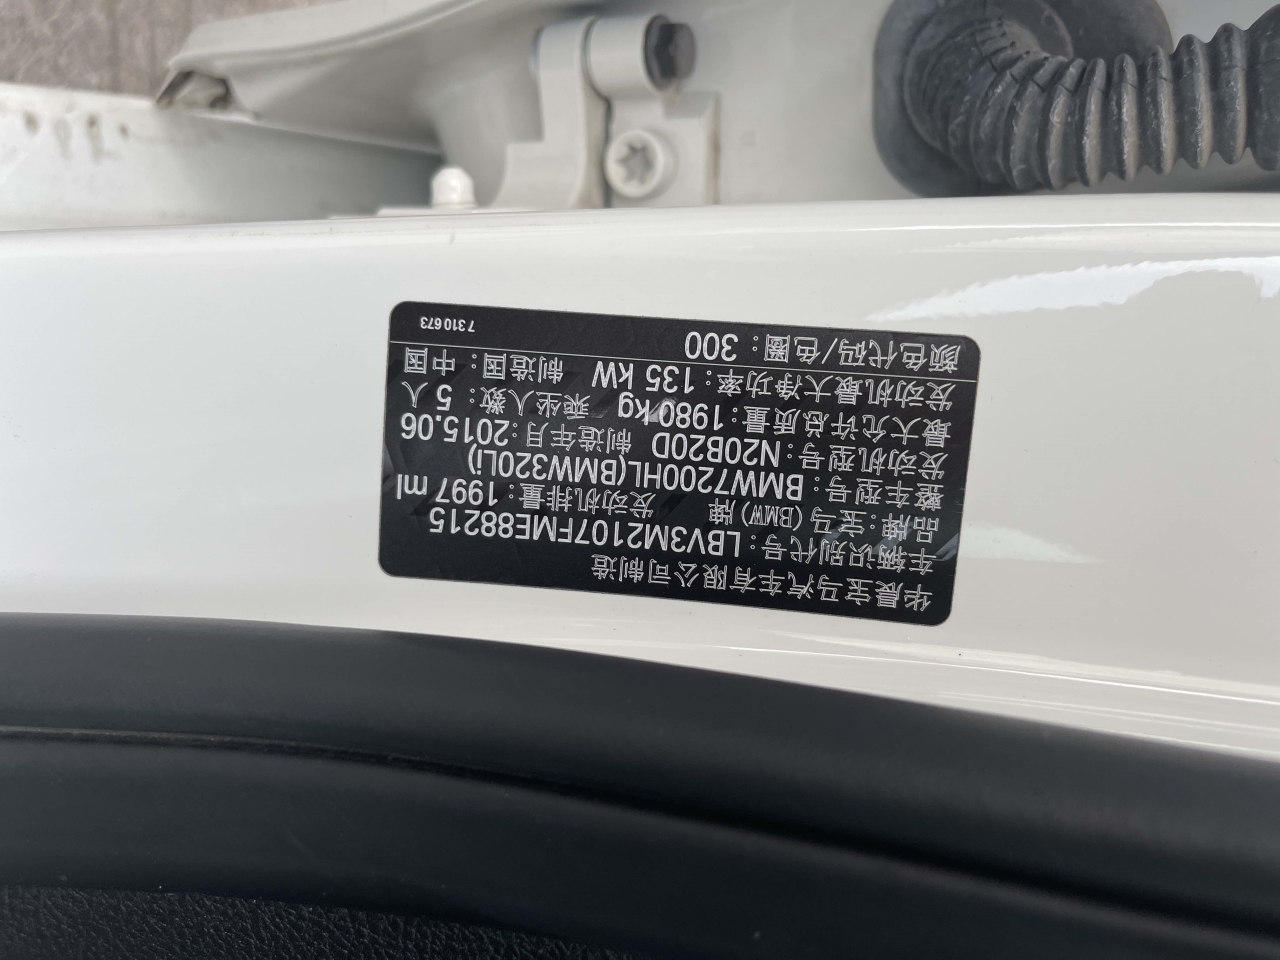 华晨宝马汽车有限公司制造
车辆识别代号：LBV3M2107FME88215
品牌：宝马（BMW）牌 发动机排量：1997 ml
整车型号：BMW7200HL(BMW320Li)
发动机型号：N20B20D 制造年月：2015.06
最大允许总质量：1980 kg 乘坐人数：5 人
发动机最大净功率：135 kW 制造国：中国
颜色代码/色圈：300
7 310 673